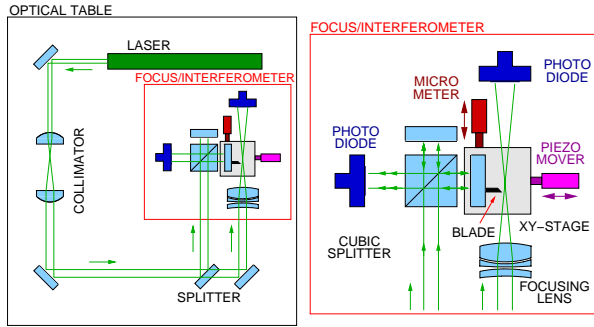 OPTICAL TABLE
LASER
FOCUS/INTERFEROMETER
COLLIMATOR
SPLITTER
FOCUS/INTERFEROMETER
MICRO
METER
PHOTO
DIODE
PHOTO
DIODE
PIEZO
MOVER
BLADE
XY−STAGE
CUBIC
SPLITTER
FOCUSING
LENS